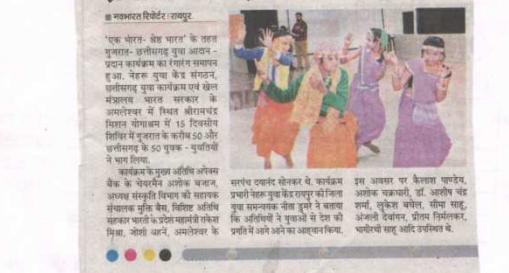 ■ नवभारत रिपोर्टर । रायपुर.
'एक भारत- श्रेष्ठ भारत' के तहत
गुजरात- छत्तीसगढ़ युवा आदान -
प्रदान कार्यक्रम का रंगारंग समापन
हुआ. नेहरू युवा केंद्र संगठन,
छत्तीसगढ़ युवा कार्यक्रम एवं खेल
मंत्रालय भारत सरकार के
अमलेश्वर में स्थित श्रीरामचंद्र
मिशन योगाश्रम में 15 दिवसीय
शिविर में गुजरात के करीब 50 और
छत्तीसगढ़ के 50 युवक - युवतियों
ने भाग लिया.
कार्यक्रम के मुख्य अतिथि अपेक्स
बैंक के चेयरमैन अशोक बजाज,
अध्यक्ष संस्कृति विभाग की सहायक
संचालक मुक्ति बैस, विशिष्ट अतिथि
सहकार भारती के प्रदेश महामंत्री राकेश
मिश्रा, जोशी बहनें, अमलेश्वर के
सरपंच दयानंद सोनकर थे. कार्यक्रम
प्रभारी नेहरू युवा केंद्र रायपुर की जिला
युवा समन्वयक नीता डुमरे ने बताया
कि अतिथियों ने युवाओं से देश की
प्रगति में आगे आने का आह्वान किया.
इस अवसर पर कैलाश पाण्डेय,
अशोक चक्रधारी, डॉ. आशीष चंद्र
शर्मा, लुकेश बघेल, सीमा साहू,
अंजली देवांगन, प्रीतम निर्मलकर,
भागीरथी साहू आदि उपस्थित थे.